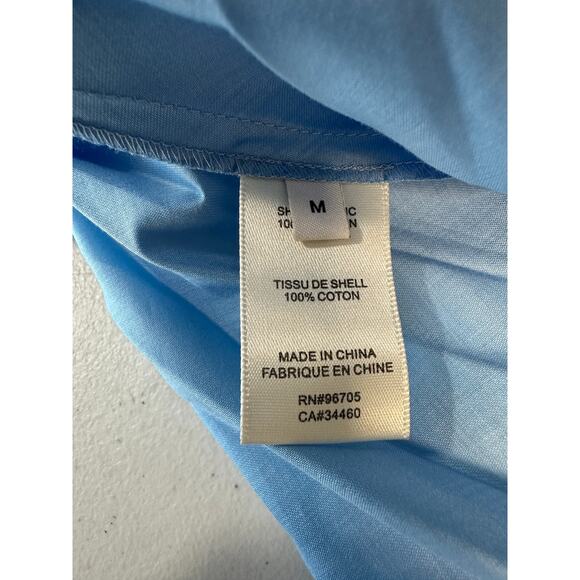 M
TISSU DE SHELL
100% COTON
MADE IN CHINA
FABRIQUE EN CHINE
RN#96705
CA#34460